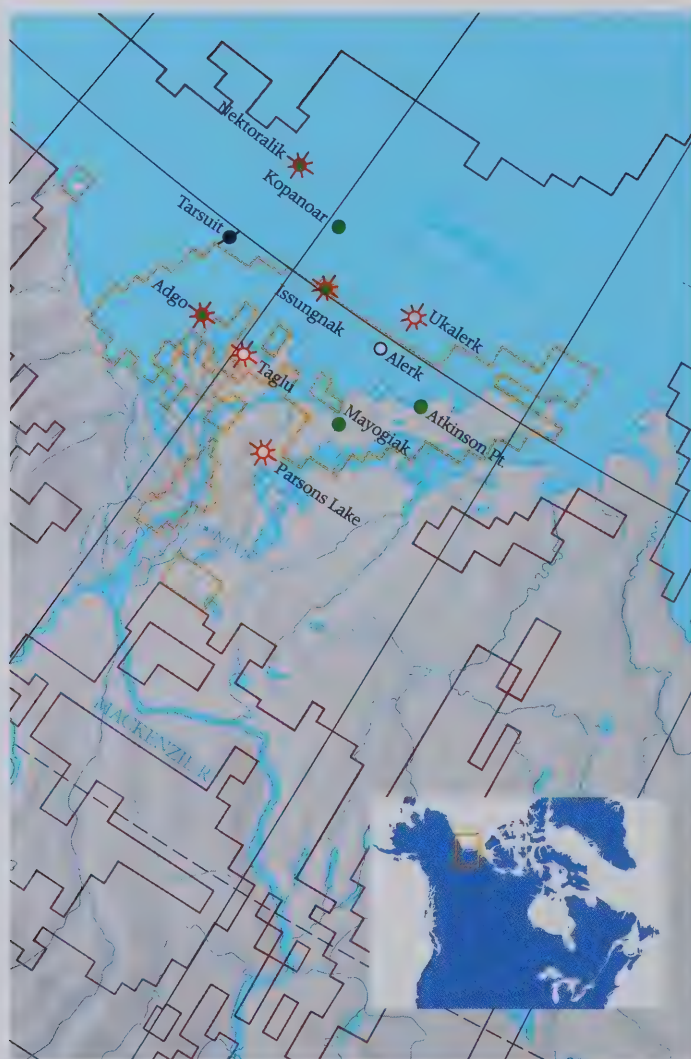 Nektoralik
Kopanoar
Tarsuit
Adgo
Issungnak
Ukalerk
Alerk
Taglu
Atkinson Pt.
Mayogiak
Parsons Lake
MACKENZIE R